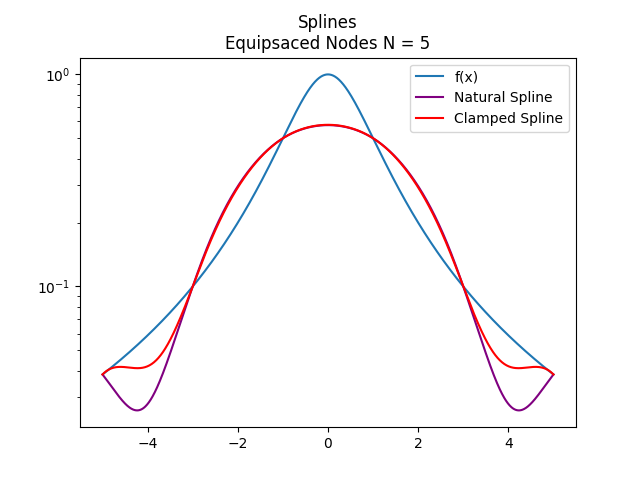 Splines
Equipsaced Nodes N = 5
f(x)
Natural Spline
Clamped Spline
10⁰
10⁻¹
−4
−2
0
2
4